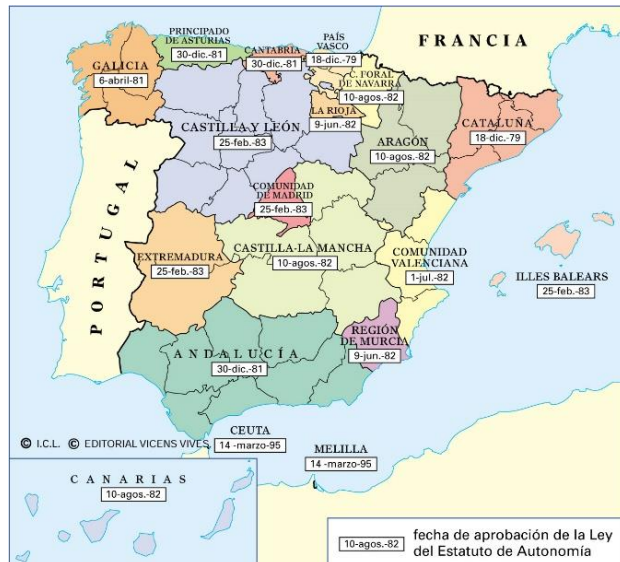 PRINCIPADO
DE ASTURIAS
30-dic.-81
CANTABRIA
30-dic.-81
PAÍS
VASCO
18-dic.-79
FRANCIA
GALICIA
6-abril-81
C. FORAL
DE NAVARRA
10-agos.-82
LA RIOJA
9-jun.-82
CASTILLA Y LEÓN
25-feb.-83
ARAGÓN
10-agos.-82
CATALUÑA
18-dic.-79
PORTUGAL
COMUNIDAD
DE MADRID
25-feb.-83
EXTREMADURA
25-feb.-83
CASTILLA-LA MANCHA
10-agos.-82
COMUNIDAD
VALENCIANA
1-jul.-82
ILLES BALEARS
25-feb.-83
ANDALUCÍA
30-dic.-81
REGIÓN
DE MURCIA
9-jun.-82
CEUTA
14 -marzo-95
MELILLA
14 -marzo-95
© I.C.L. © EDITORIAL VICENS VIVES
CANARIAS
10-agos.-82
10-agos.-82 fecha de aprobación de la Ley
del Estatuto de Autonomía